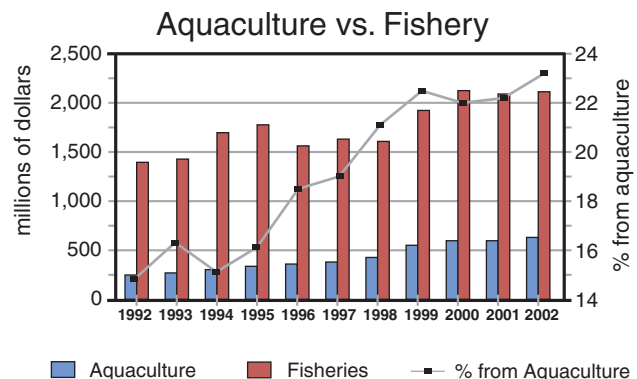 Aquaculture vs. Fishery
millions of dollars
2,500
2,000
1,500
1,000
500
0
24
22
20
18
16
14
% from aquaculture
1992 1993 1994 1995 1996 1997 1998 1999 2000 2001 2002
Aquaculture Fisheries % from Aquaculture